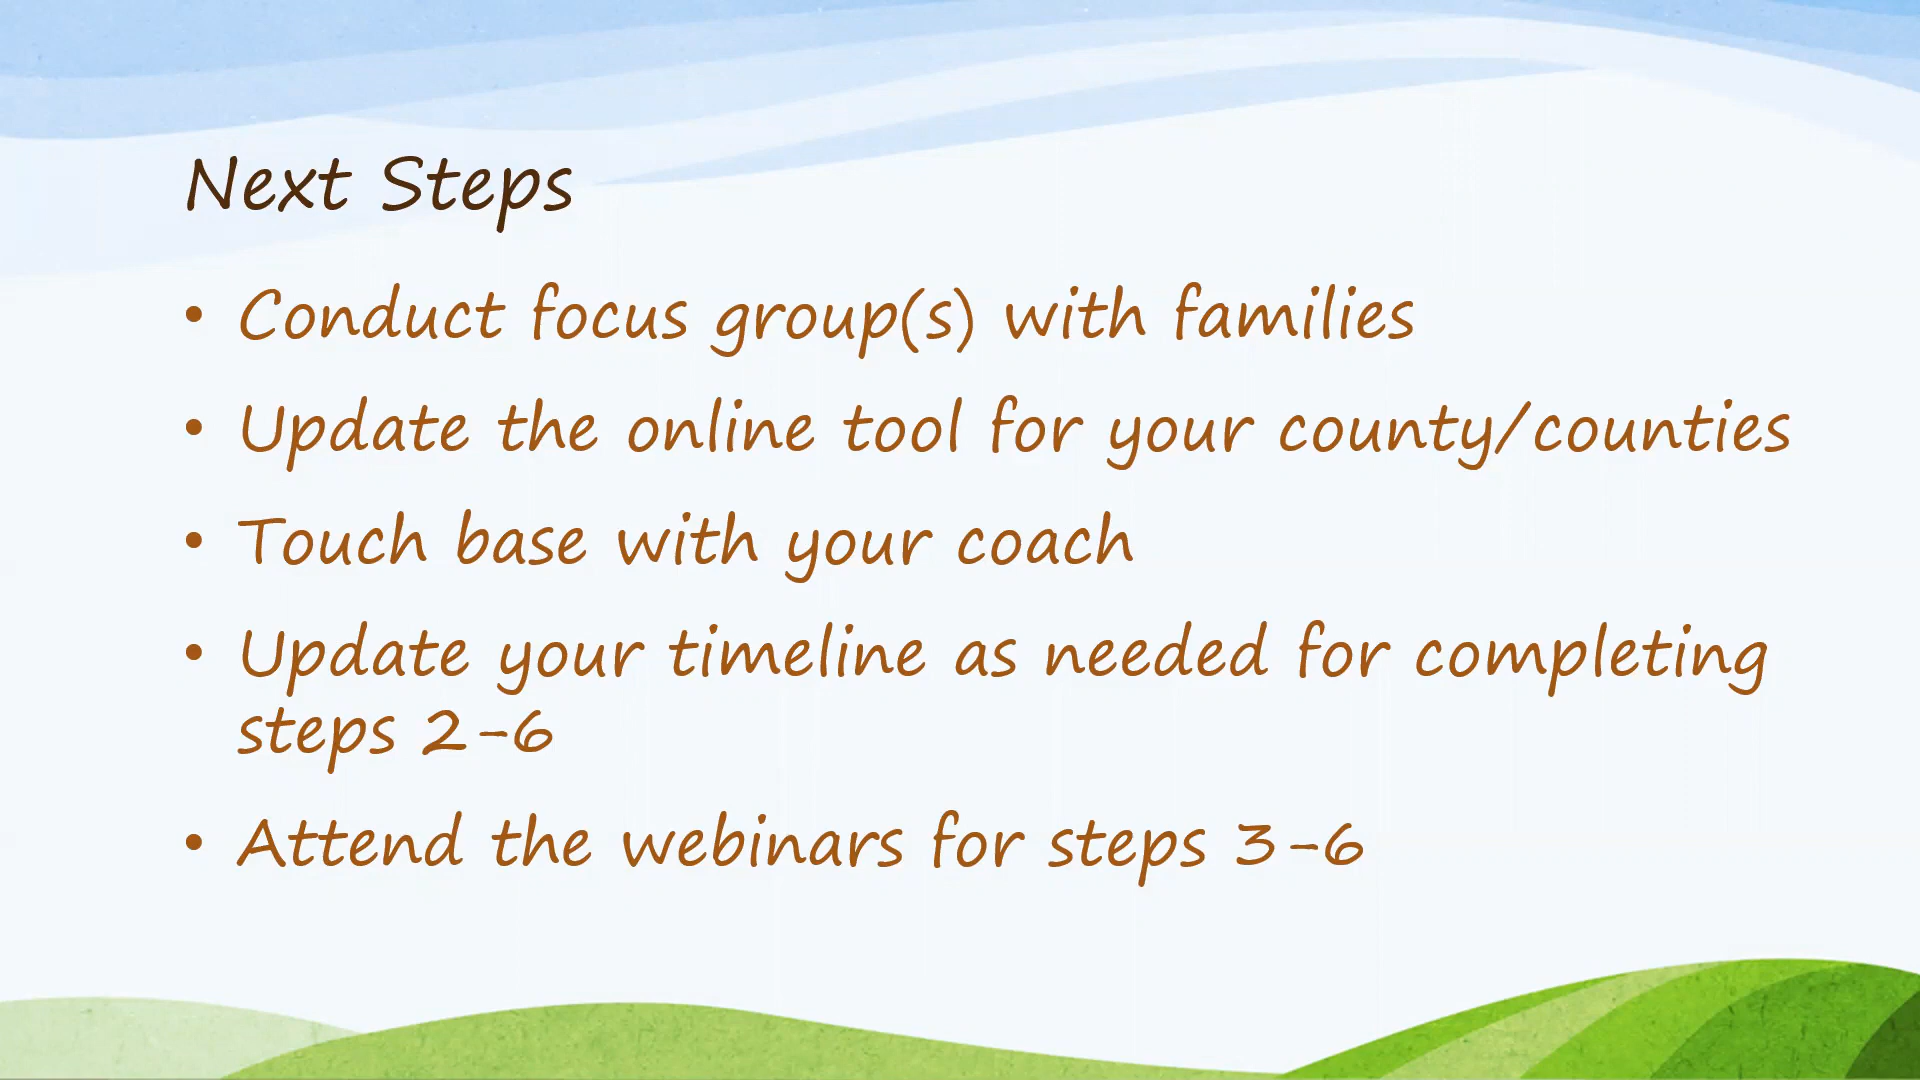 Next Steps
• Conduct focus group(s) with families
• Update the online tool for your county/counties
• Touch base with your coach
• Update your timeline as needed for completing
steps 2-6
• Attend the webinars for steps 3-6